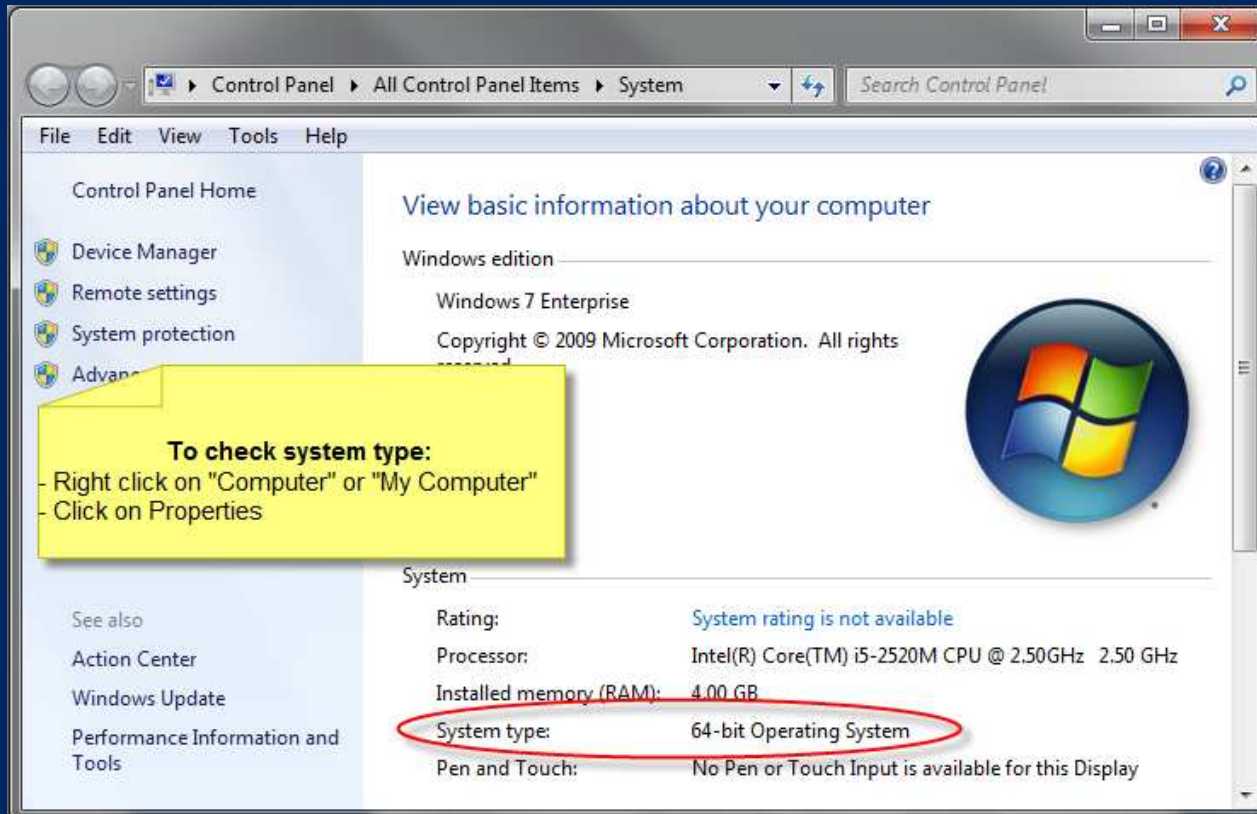 Control Panel ▸ All Control Panel Items ▸ System
Search Control Panel
File Edit View Tools Help
Control Panel Home
Device Manager
Remote settings
System protection
View basic information about your computer
Windows edition
Windows 7 Enterprise
Copyright © 2009 Microsoft Corporation. All rights
To check system type:
- Right click on "Computer" or "My Computer"
- Click on Properties
System
Rating: System rating is not available
Processor: Intel(R) Core(TM) i5-2520M CPU @ 2.50GHz 2.50 GHz
Installed memory (RAM): 4.00 GB
System type: 64-bit Operating System
Pen and Touch: No Pen or Touch Input is available for this Display
See also
Action Center
Windows Update
Performance Information and
Tools